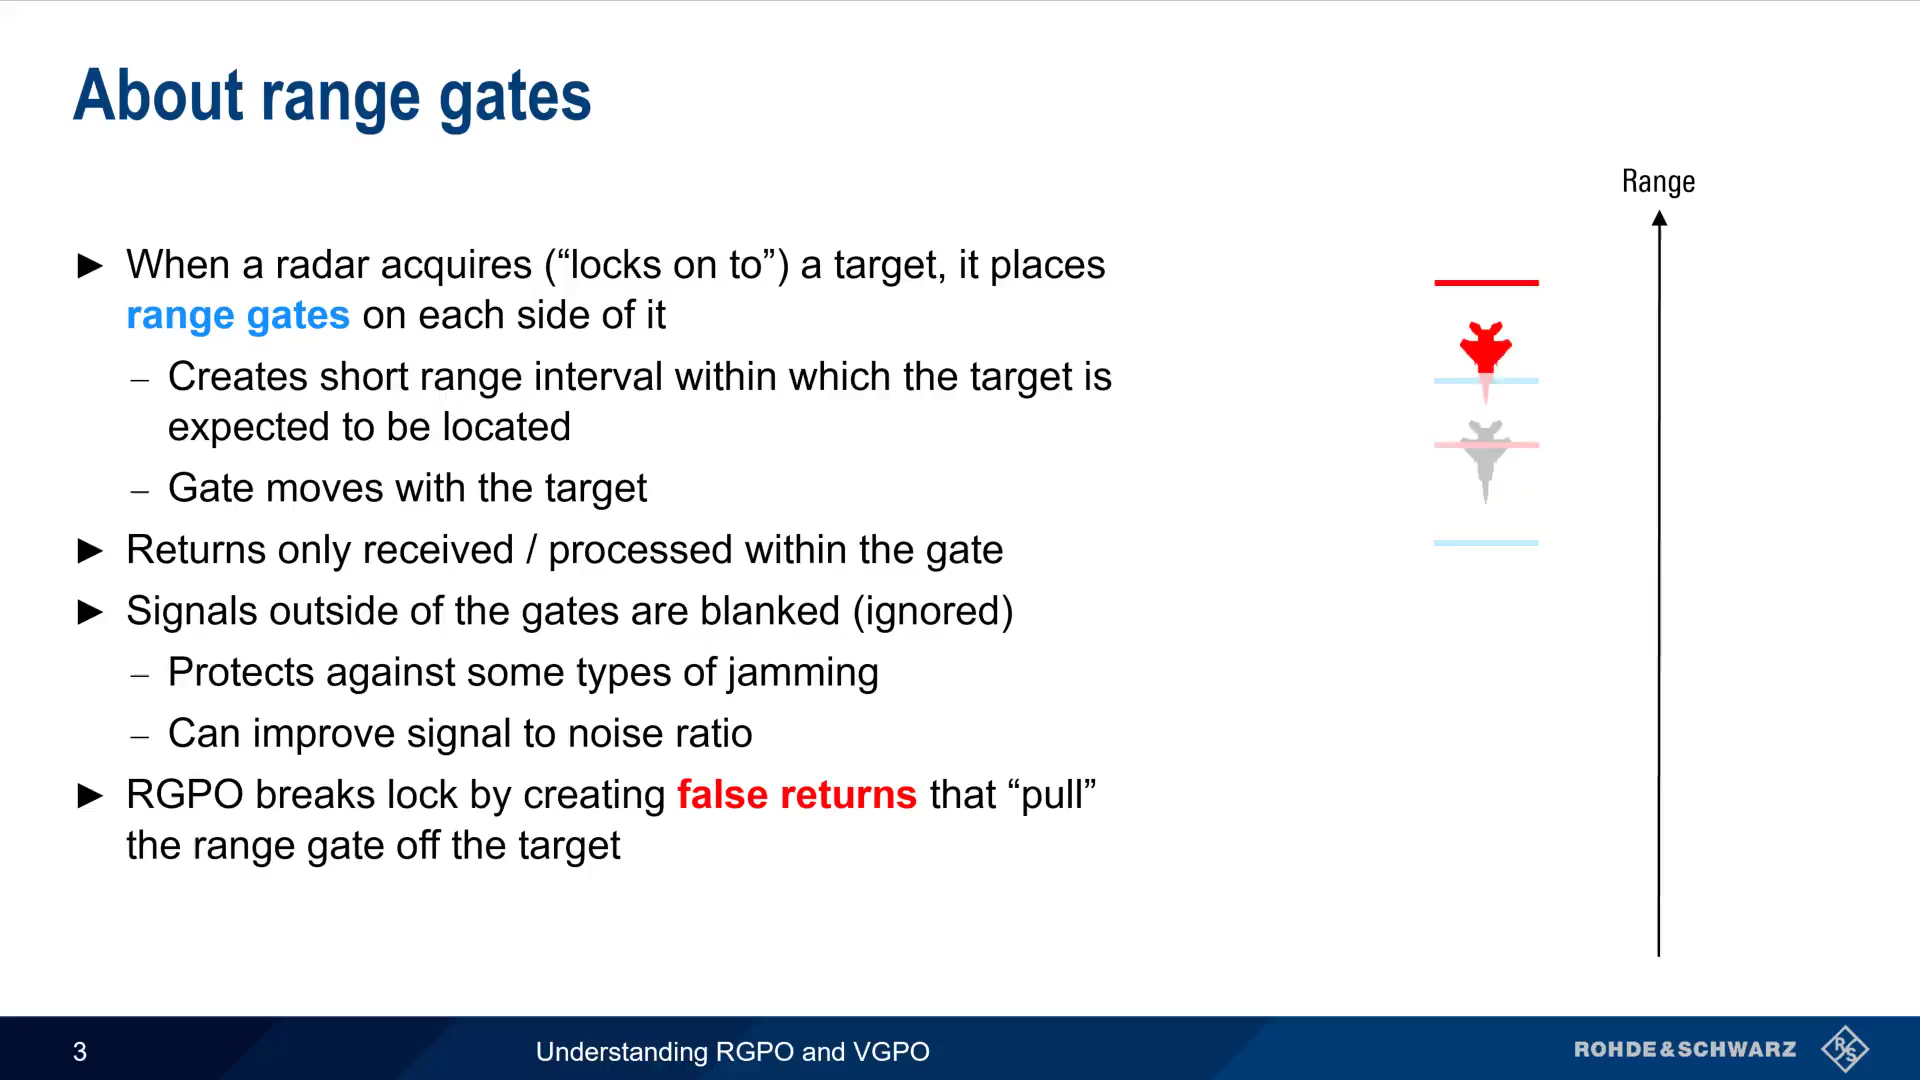 About range gates
Range
► When a radar acquires (“locks on to”) a target, it places
range gates on each side of it
– Creates short range interval within which the target is
expected to be located
– Gate moves with the target
► Returns only received / processed within the gate
► Signals outside of the gates are blanked (ignored)
– Protects against some types of jamming
– Can improve signal to noise ratio
► RGPO breaks lock by creating false returns that “pull”
the range gate off the target
3
Understanding RGPO and VGPO
ROHDE&SCHWARZ
R&S